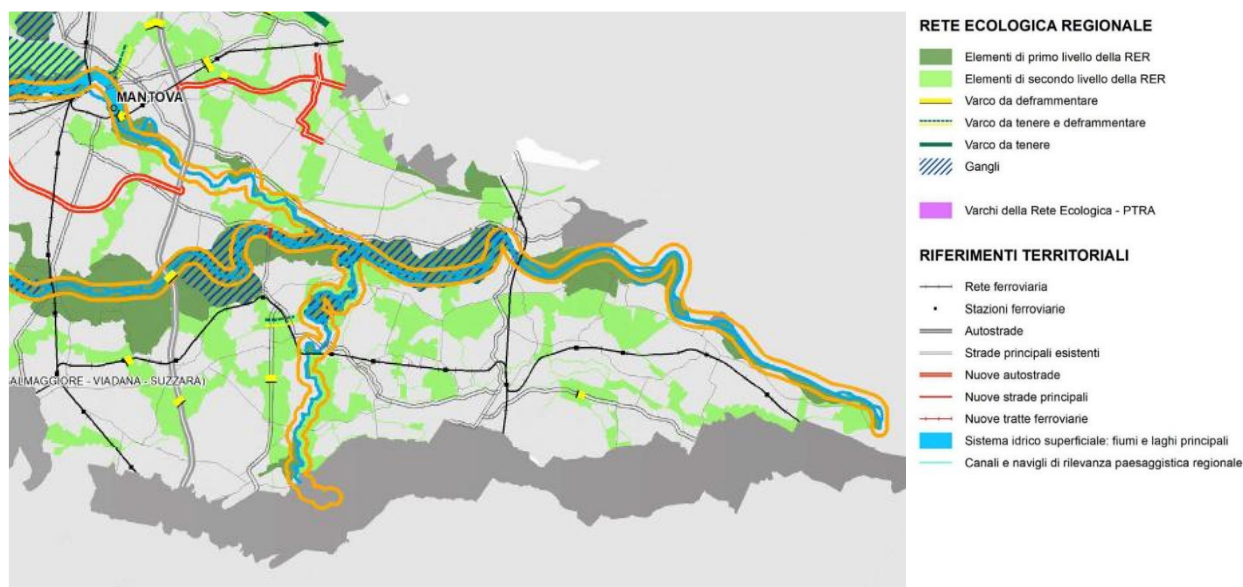 MANTOVA
ALMAGGIORE - VIADANA - SUZZARA)
RETE ECOLOGICA REGIONALE
Elementi di primo livello della RER
Elementi di secondo livello della RER
Varco da deframmentare
Varco da tenere e deframmentare
Varco da tenere
Gangli
Varchi della Rete Ecologica - PTRA
RIFERIMENTI TERRITORIALI
Rete ferroviaria
Stazioni ferroviarie
Autostrade
Strade principali esistenti
Nuove autostrade
Nuove strade principali
Nuove tratte ferroviarie
Sistema idrico superficiale: fiumi e laghi principali
Canali e navigli di rilevanza paesaggistica regionale